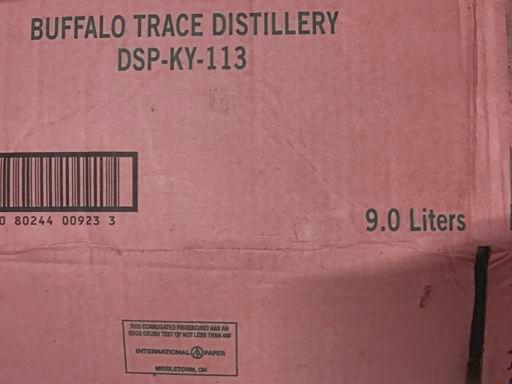 BUFFALO TRACE DISTILLERY
DSP-KY-113
0 80244 00923 3
9.0 Liters
THIS CORRUGATED FIBREBOARD HAS AN
EDGE CRUSH TEST OF NOT LESS THAN
INTERNATIONAL PAPER
MIDDLETOWN, OH